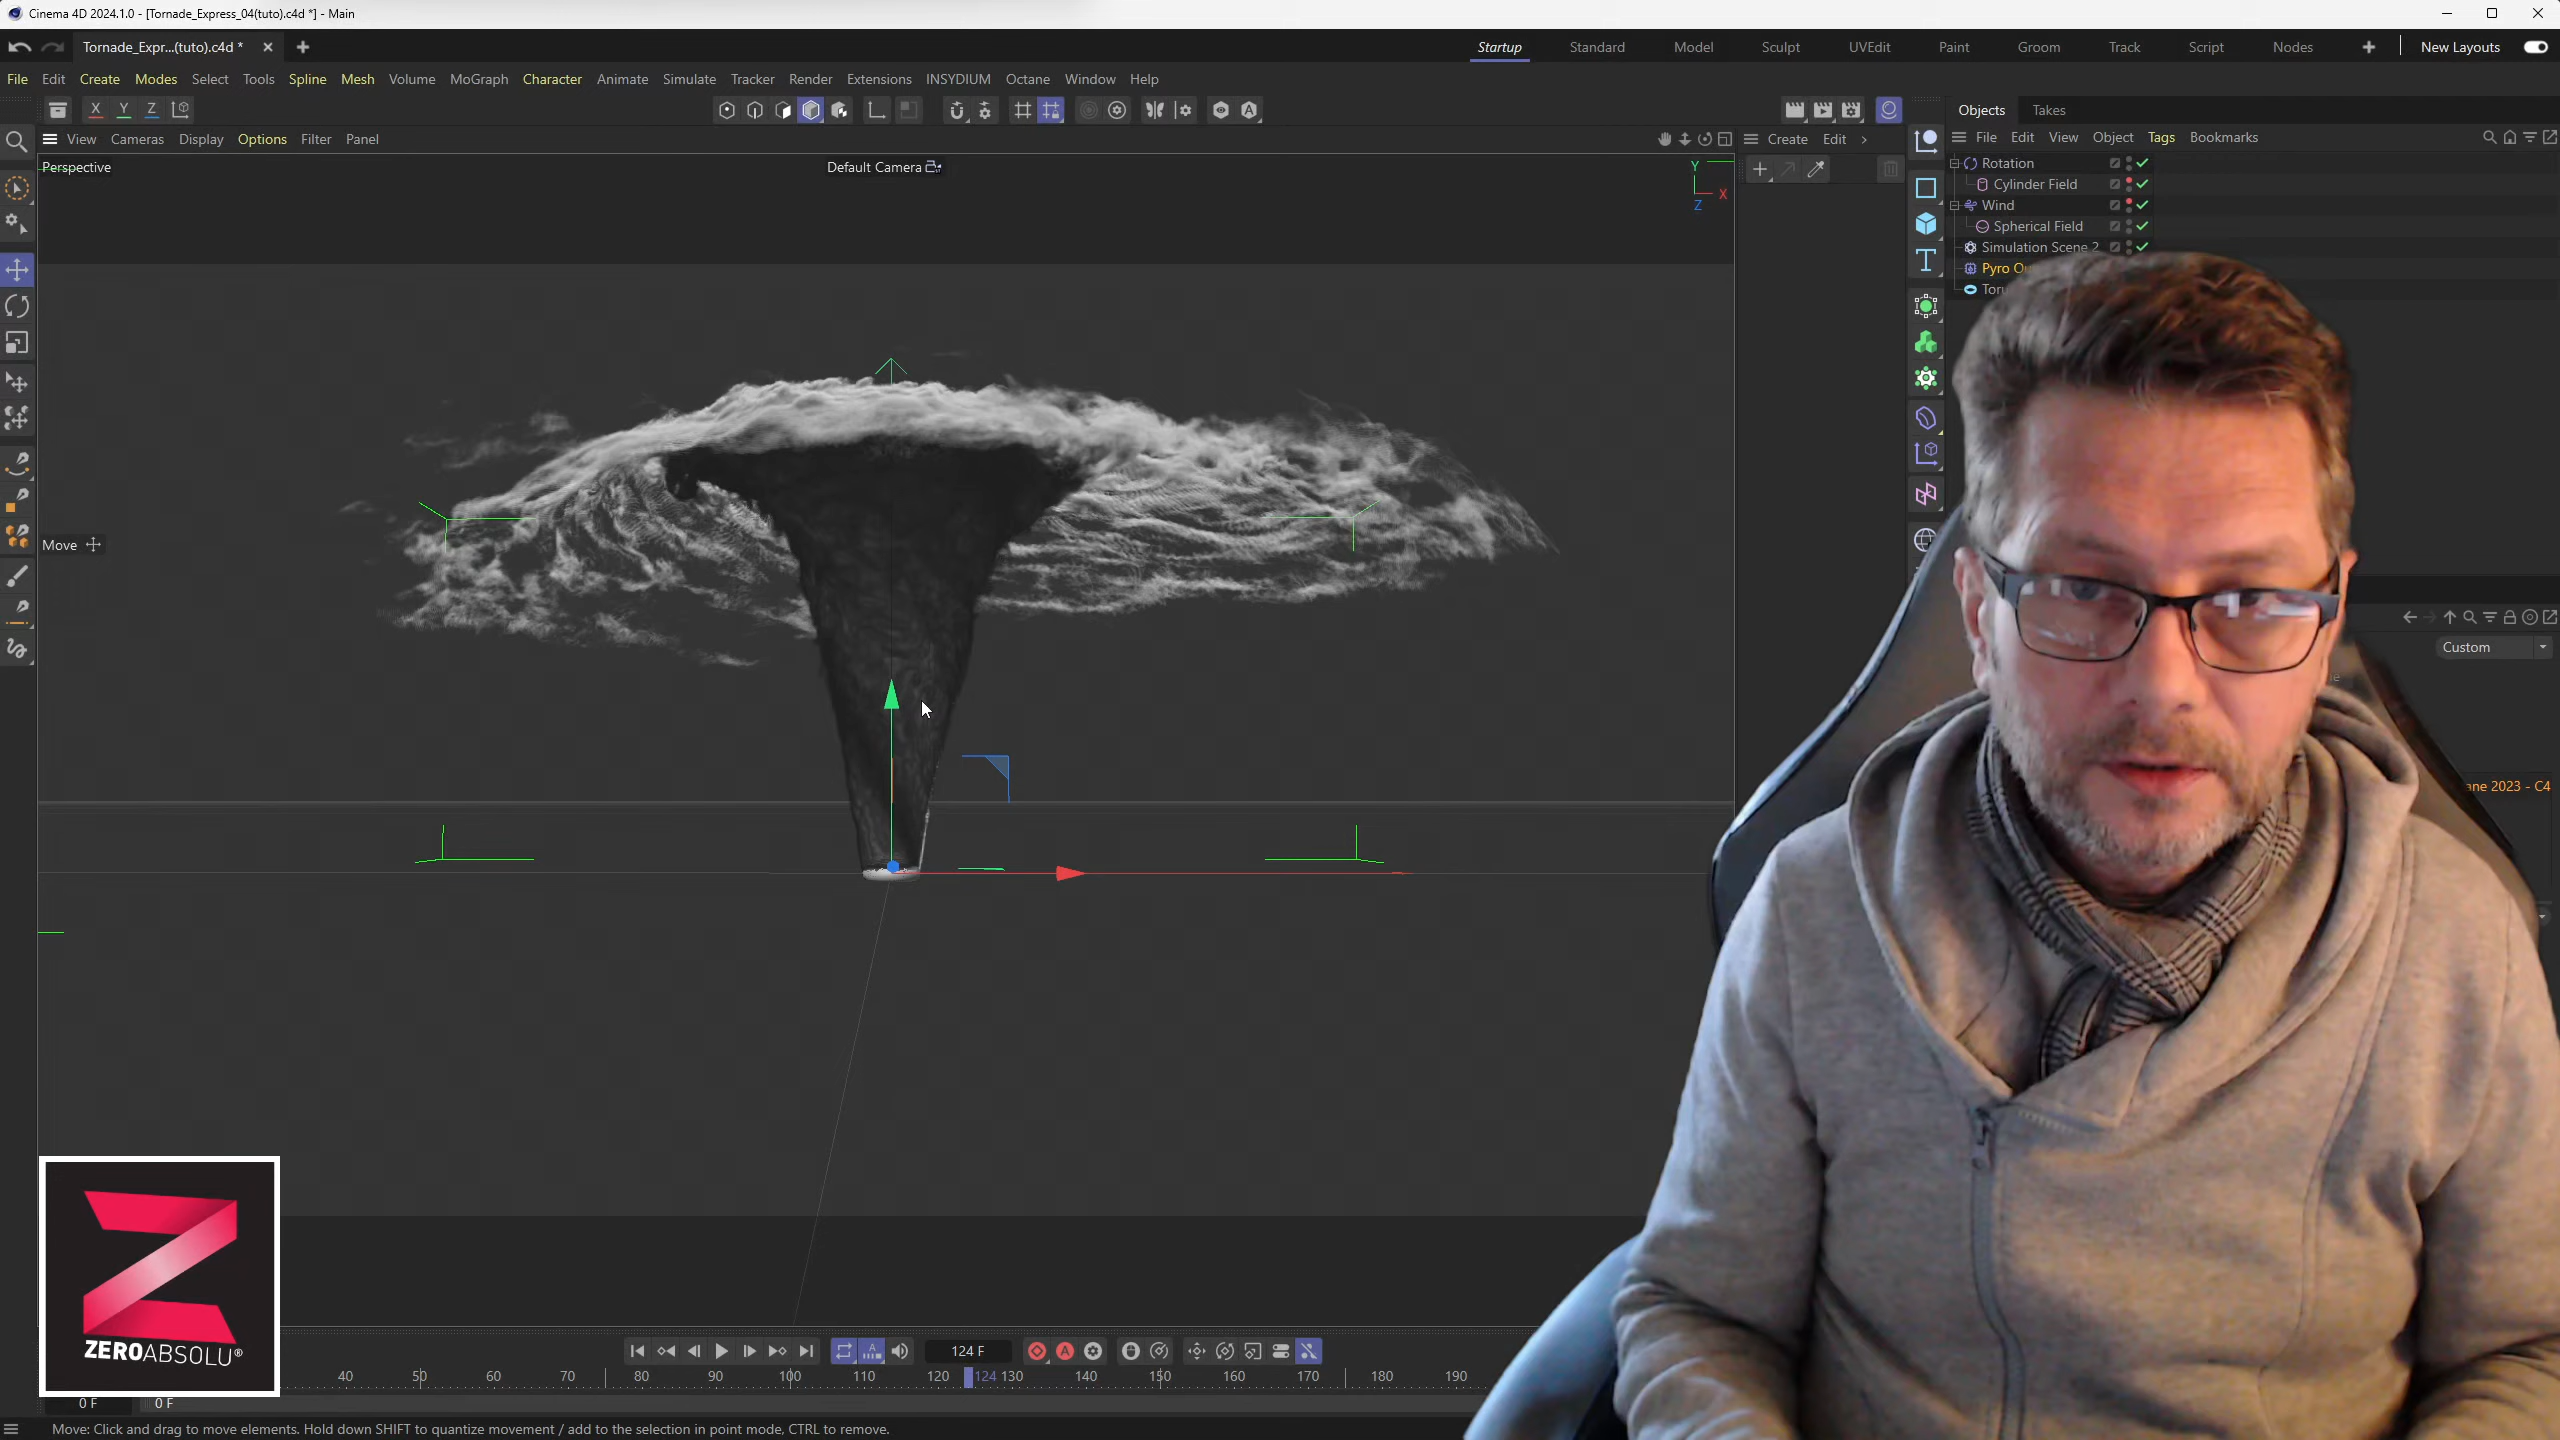 Cinema 4D 2024.1.0 - [Tornade_Express_04(tuto).c4d *] - Main
Tornade_Expr...(tuto).c4d *
Startup Standard Model Sculpt UVEdit Paint Groom Track Script Nodes New Layouts
File Edit Create Modes Select Tools Spline Mesh Volume MoGraph Character Animate Simulate Tracker Render Extensions INSYDIUM Octane Window Help
X Y Z
Objects Takes
View Cameras Display Options Filter Panel
Create Edit
File Edit View Object Tags Bookmarks
Perspective
Default Camera
Y
X
Z
Rotation
Cylinder Field
Wind
Spherical Field
Simulation Scene 2
Pyro Ou
Toru
Move
Custom
ane 2023 - C4
ZEROABSOLU®
124 F
40 50 60 70 80 90 100 110 120 124 130 140 150 160 170 180 190
0 F 0 F
Move: Click and drag to move elements. Hold down SHIFT to quantize movement / add to the selection in point mode, CTRL to remove.